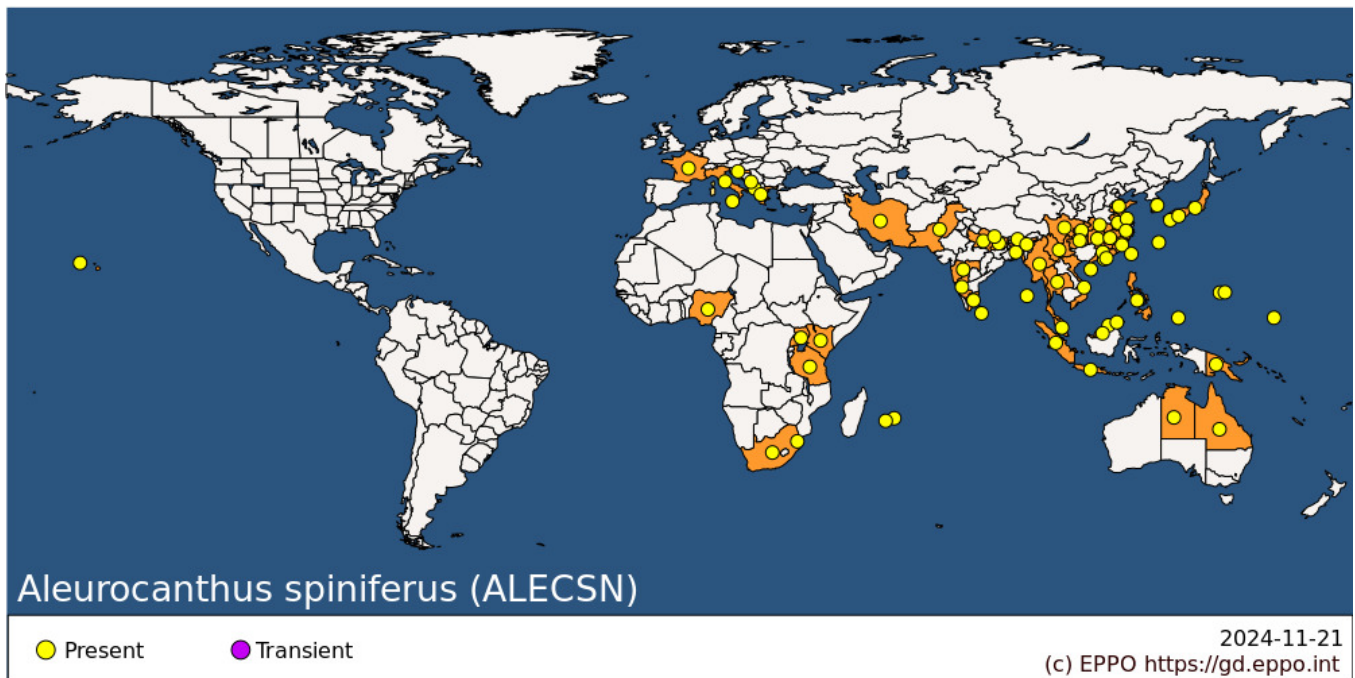 Aleurocanthus spiniferus (ALECSN)
Present
Transient
2024-11-21
(c) EPPO https://gd.eppo.int